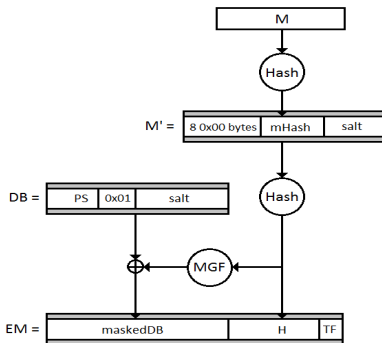 M
Hash
M' = 8 0x00 bytes mHash salt
DB = PS 0x01 salt
Hash
MGF
EM = maskedDB H TF